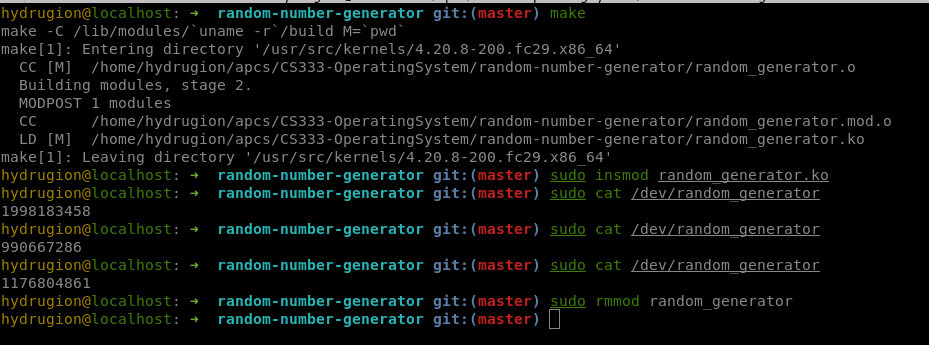 hydrugion@localhost: ➜  random-number-generator git:(master) make
make -C /lib/modules/`uname -r`/build M=`pwd`
make[1]: Entering directory '/usr/src/kernels/4.20.8-200.fc29.x86_64'
  CC [M]  /home/hydrugion/apcs/CS333-OperatingSystem/random-number-generator/random_generator.o
  Building modules, stage 2.
  MODPOST 1 modules
  CC      /home/hydrugion/apcs/CS333-OperatingSystem/random-number-generator/random_generator.mod.o
  LD [M]  /home/hydrugion/apcs/CS333-OperatingSystem/random-number-generator/random_generator.ko
make[1]: Leaving directory '/usr/src/kernels/4.20.8-200.fc29.x86_64'
hydrugion@localhost: ➜  random-number-generator git:(master) sudo insmod random_generator.ko
hydrugion@localhost: ➜  random-number-generator git:(master) sudo cat /dev/random_generator
1998183458
hydrugion@localhost: ➜  random-number-generator git:(master) sudo cat /dev/random_generator
990667286
hydrugion@localhost: ➜  random-number-generator git:(master) sudo cat /dev/random_generator
1176804861
hydrugion@localhost: ➜  random-number-generator git:(master) sudo rmmod random_generator
hydrugion@localhost: ➜  random-number-generator git:(master)